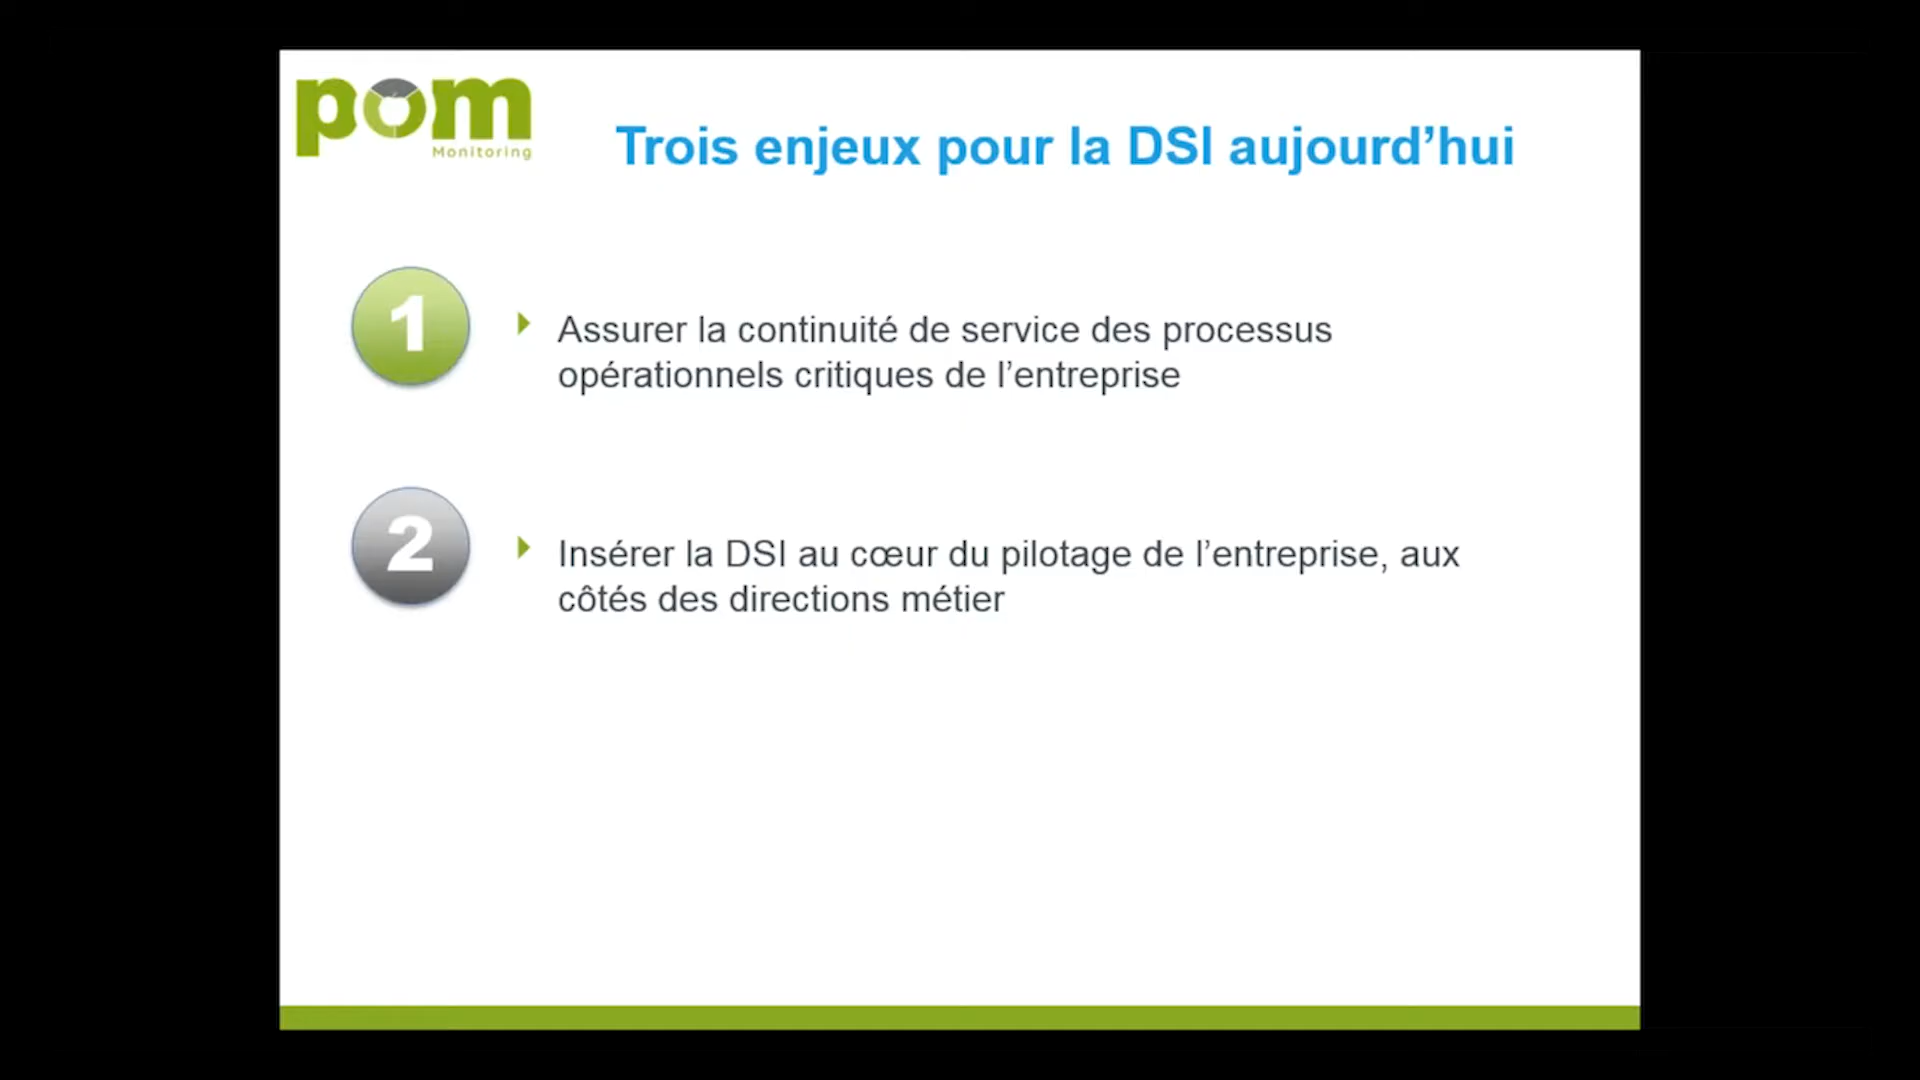 pom
Monitoring
Trois enjeux pour la DSI aujourd’hui
1
Assurer la continuité de service des processus
opérationnels critiques de l’entreprise
2
Insérer la DSI au cœur du pilotage de l’entreprise, aux
côtés des directions métier